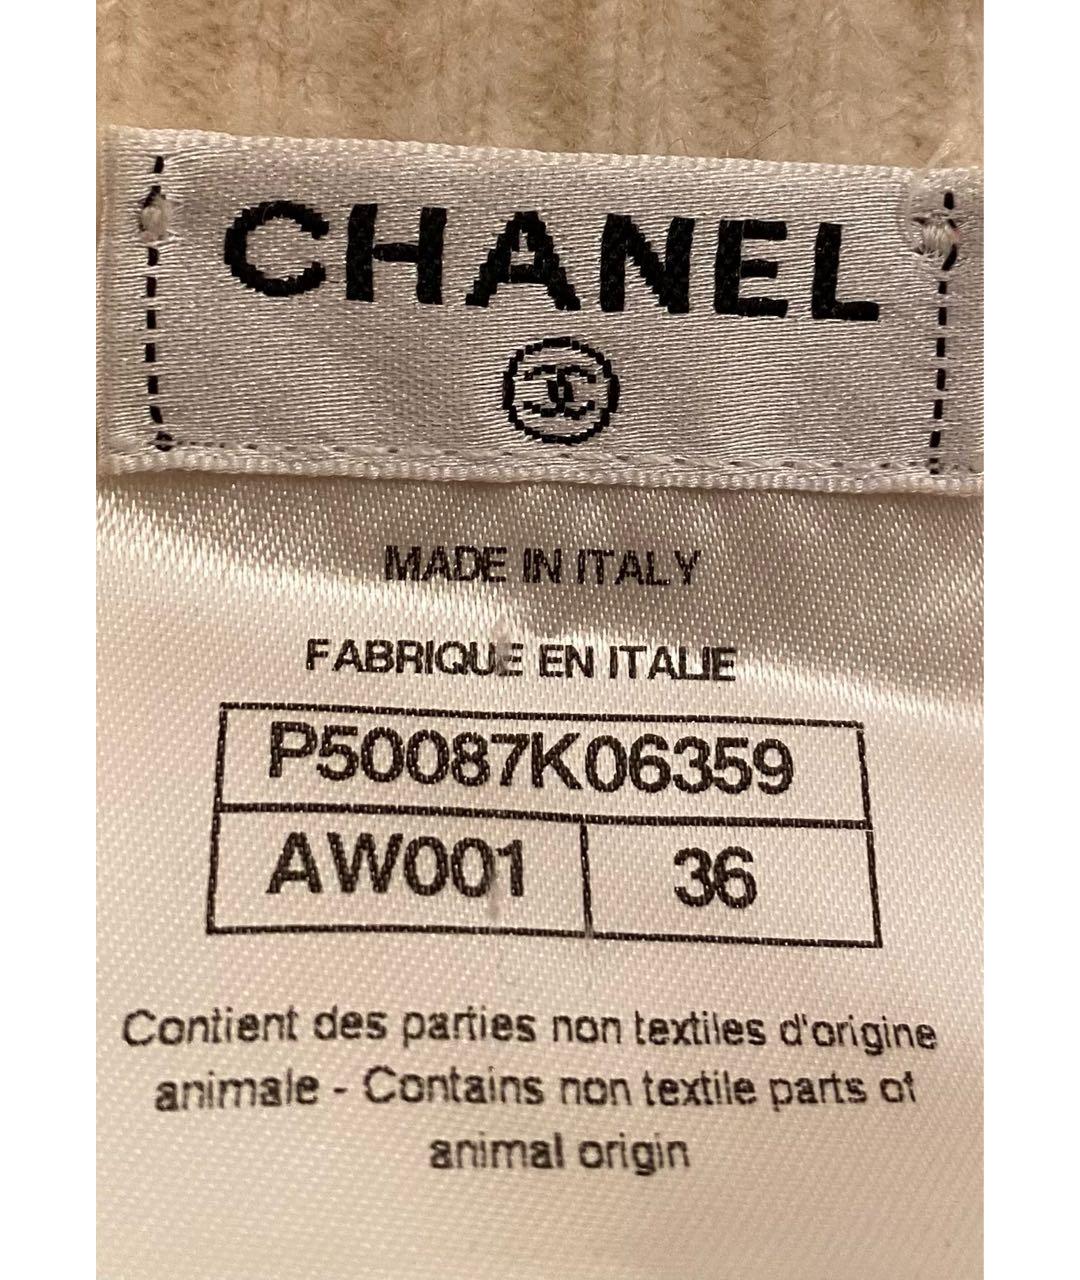 CHANEL
MADE IN ITALY
FABRIQUE EN ITALIE
P50087K06359
AW001 36
Contient des parties non textiles d'origine
animale - Contains non textile parts of
animal origin